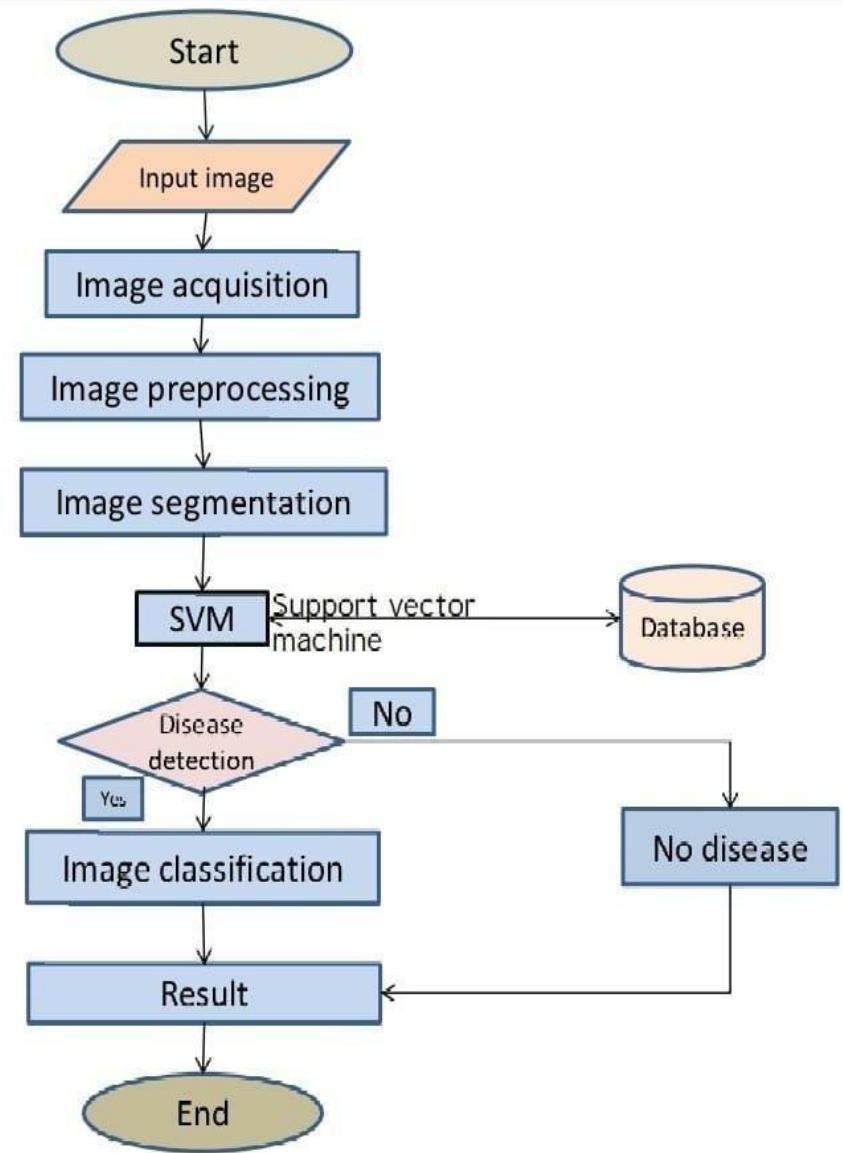 Start
Input image
Image acquisition
Image preprocessing
Image segmentation
SVM
Support vector
machine
Database
Disease
detection
No
Yes
Image classification
No disease
Result
End